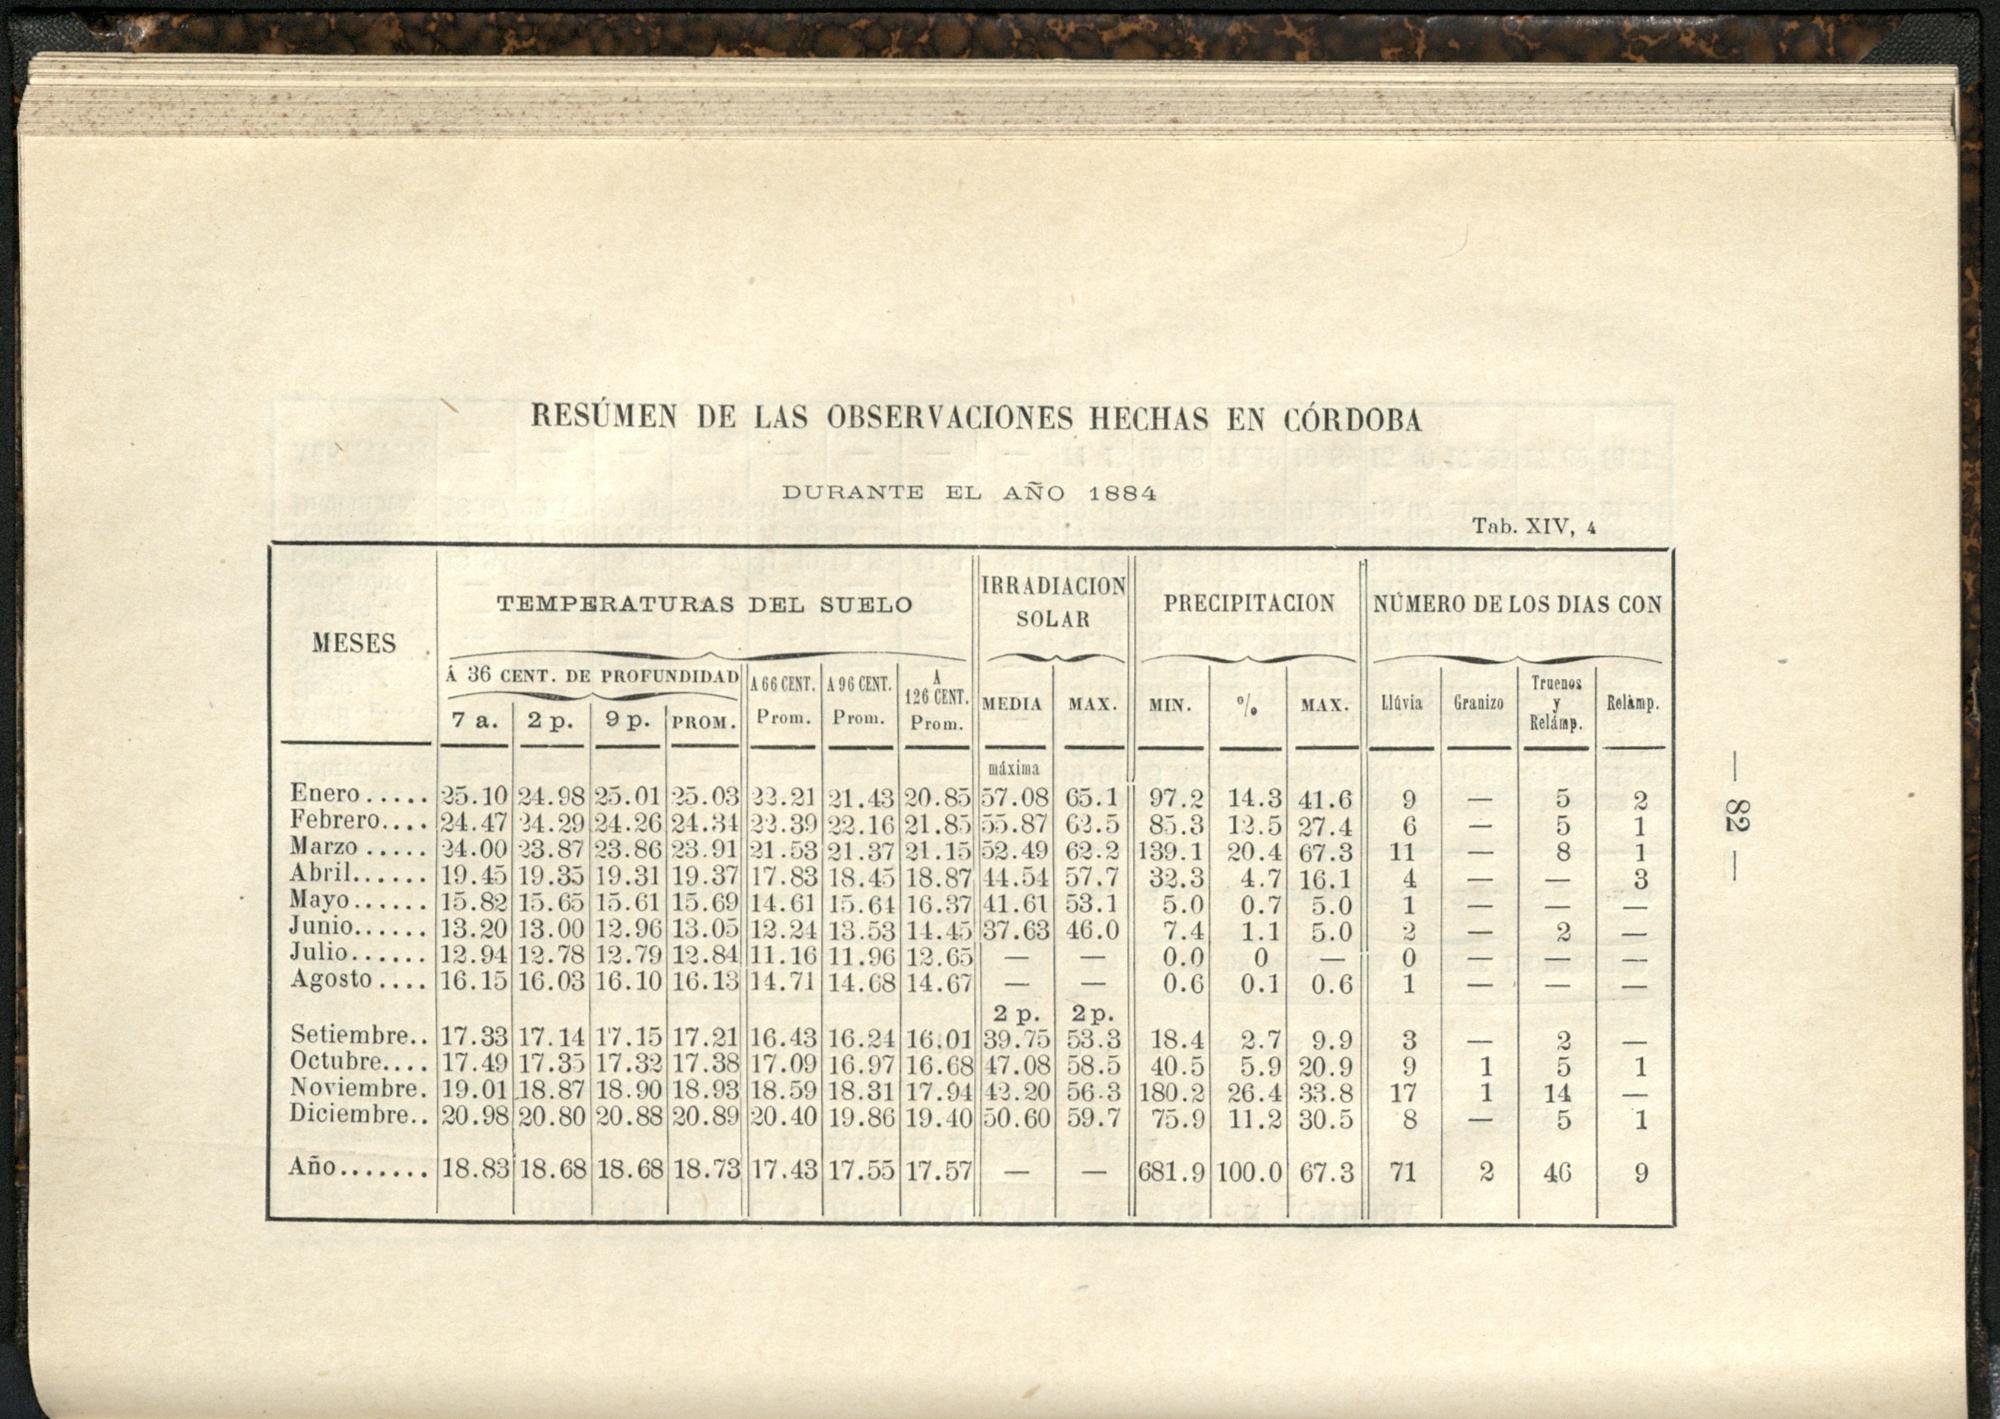 RESÚMEN DE LAS OBSERVACIONES HECHAS EN CÓRDOBA
DURANTE EL AÑO 1884
Tab. XIV, 4
MESES TEMPERATURAS DEL SUELO IRRADIACION SOLAR PRECIPITACION NÚMERO DE LOS DIAS CON
Á 36 CENT. DE PROFUNDIDAD A 66 CENT. A 96 CENT. A 126 CENT.
7 a. 2 p. 9 p. PROM. Prom. Prom. Prom. MEDIA MAX. MIN. % MAX. Llúvia Granizo Truenos y Relámp. Relàmp.
máxima
Enero..... 25.10 24.98 25.01 25.03 22.21 21.43 20.85 57.08 65.1 97.2 14.3 41.6 9 — 5 2
Febrero.... 24.47 24.29 24.26 24.34 22.39 22.16 21.85 55.87 62.5 85.3 12.5 27.4 6 — 5 1
Marzo ..... 24.00 23.87 23.86 23.91 21.53 21.37 21.15 52.49 62.2 139.1 20.4 67.3 11 — 8 1
Abril...... 19.45 19.35 19.31 19.37 17.83 18.45 18.87 44.54 57.7 32.3 4.7 16.1 4 — — 3
Mayo...... 15.82 15.65 15.61 15.69 14.61 15.64 16.37 41.61 53.1 5.0 0.7 5.0 1 — — —
Junio...... 13.20 13.00 12.96 13.05 12.24 13.53 14.45 37.63 46.0 7.4 1.1 5.0 2 — 2 —
Julio...... 12.94 12.78 12.79 12.84 11.16 11.96 12.65 — — 0.0 0 — 0 — — —
Agosto .... 16.15 16.03 16.10 16.13 14.71 14.68 14.67 — — 0.6 0.1 0.6 1 — — —
2 p. 2 p.
Setiembre.. 17.33 17.14 17.15 17.21 16.43 16.24 16.01 39.75 53.3 18.4 2.7 9.9 3 — 2 —
Octubre.... 17.49 17.35 17.32 17.38 17.09 16.97 16.68 47.08 58.5 40.5 5.9 20.9 9 1 5 1
Noviembre. 19.01 18.87 18.90 18.93 18.59 18.31 17.94 42.20 56.3 180.2 26.4 33.8 17 1 14 —
Diciembre.. 20.98 20.80 20.88 20.89 20.40 19.86 19.40 50.60 59.7 75.9 11.2 30.5 8 — 5 1
Año....... 18.83 18.68 18.68 18.73 17.43 17.55 17.57 — — 681.9 100.0 67.3 71 2 46 9
— 82 —